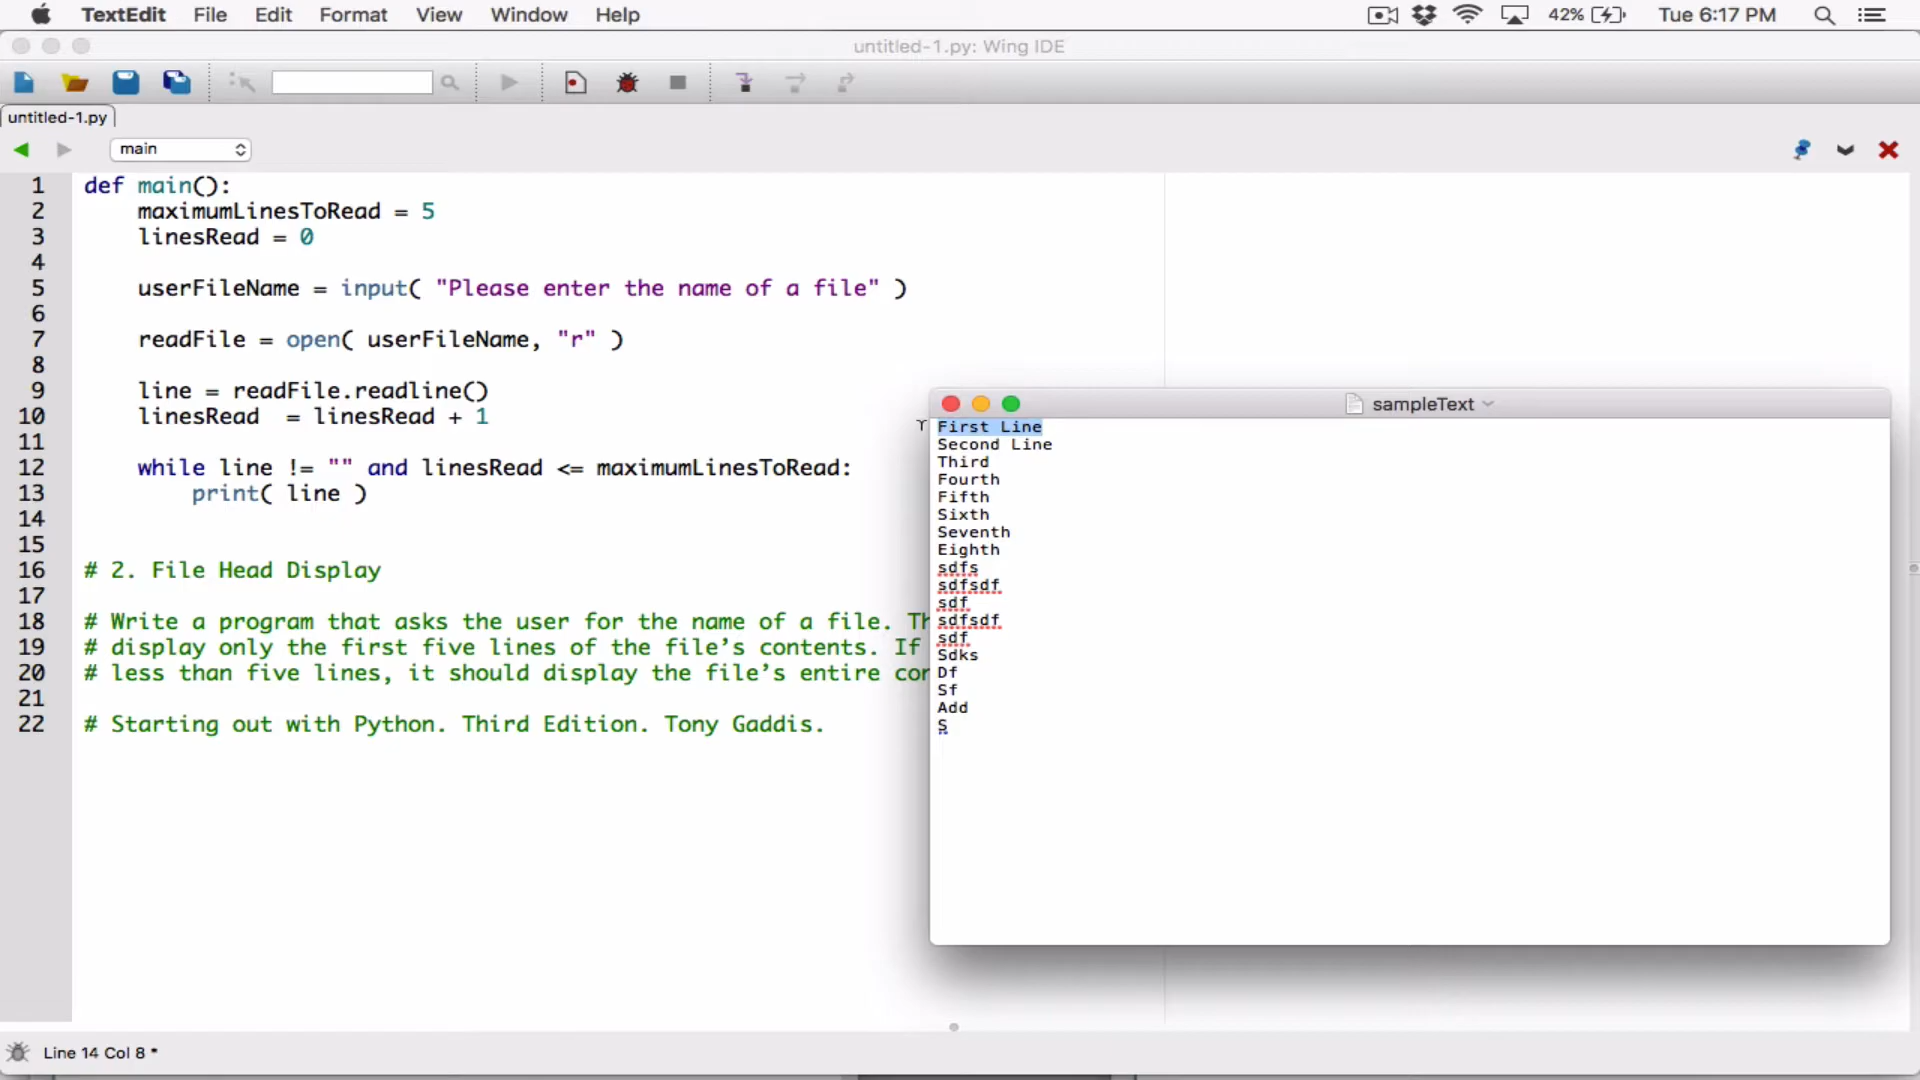 TextEdit File Edit Format View Window Help 42% Tue 6:17 PM
untitled-1.py: Wing IDE
untitled-1.py
main
1 def main():
2 maximumLinesToRead = 5
3 linesRead = 0
4
5 userFileName = input( "Please enter the name of a file" )
6
7 readFile = open( userFileName, "r" )
8
9 line = readFile.readline()
10 linesRead  = linesRead + 1
11
12 while line != "" and linesRead <= maximumLinesToRead:
13 print( line )
14
15
16 # 2. File Head Display
17
18 # Write a program that asks the user for the name of a file. Th
19 # display only the first five lines of the file’s contents. If
20 # less than five lines, it should display the file’s entire cor
21
22 # Starting out with Python. Third Edition. Tony Gaddis.
sampleText
First Line
Second Line
Third
Fourth
Fifth
Sixth
Seventh
Eighth
sdfs
sdfsdf
sdf
sdfsdf
sdf
Sdks
Df
Sf
Add
S
Line 14 Col 8 *